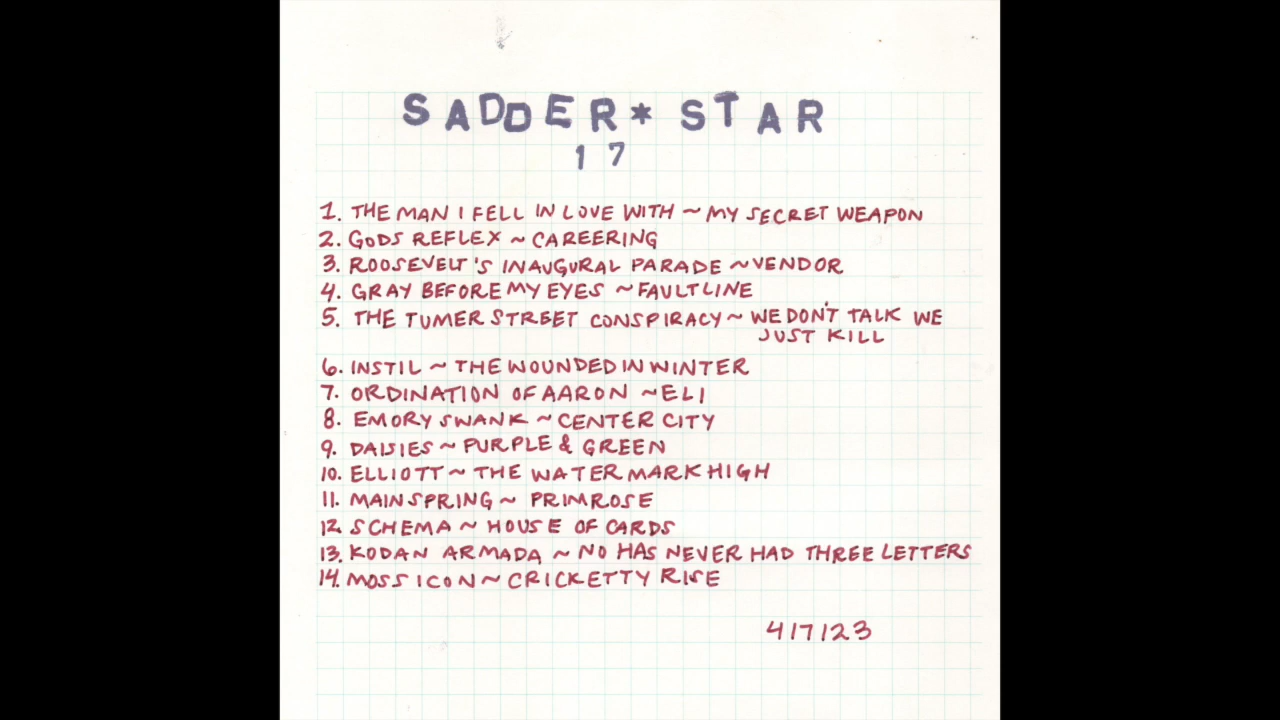 SADDER* STAR
17
1. THE MAN I FELL IN LOVE WITH ~ MY SECRET WEAPON
2. GODS REFLEX ~ CAREERING
3. ROOSEVELT'S INAUGURAL PARADE ~ VENDOR
4. GRAY BEFORE MY EYES ~ FAULTLINE
5. THE TUMER STREET CONSPIRACY ~ WE DON'T TALK WE
JUST KILL
6. INSTIL ~ THE WOUNDED IN WINTER
7. ORDINATION OF AARON ~ ELI
8. EMORY SWANK ~ CENTER CITY
9. DAISIES ~ PURPLE & GREEN
10. ELLIOTT ~ THE WATERMARK HIGH
11. MAINSPRING ~ PRIMROSE
12. SCHEMA ~ HOUSE OF CARDS
13. KODAN ARMADA ~ NO HAS NEVER HAD THREE LETTERS
14. MOSS ICON ~ CRICKETTY RISE
4/7/23